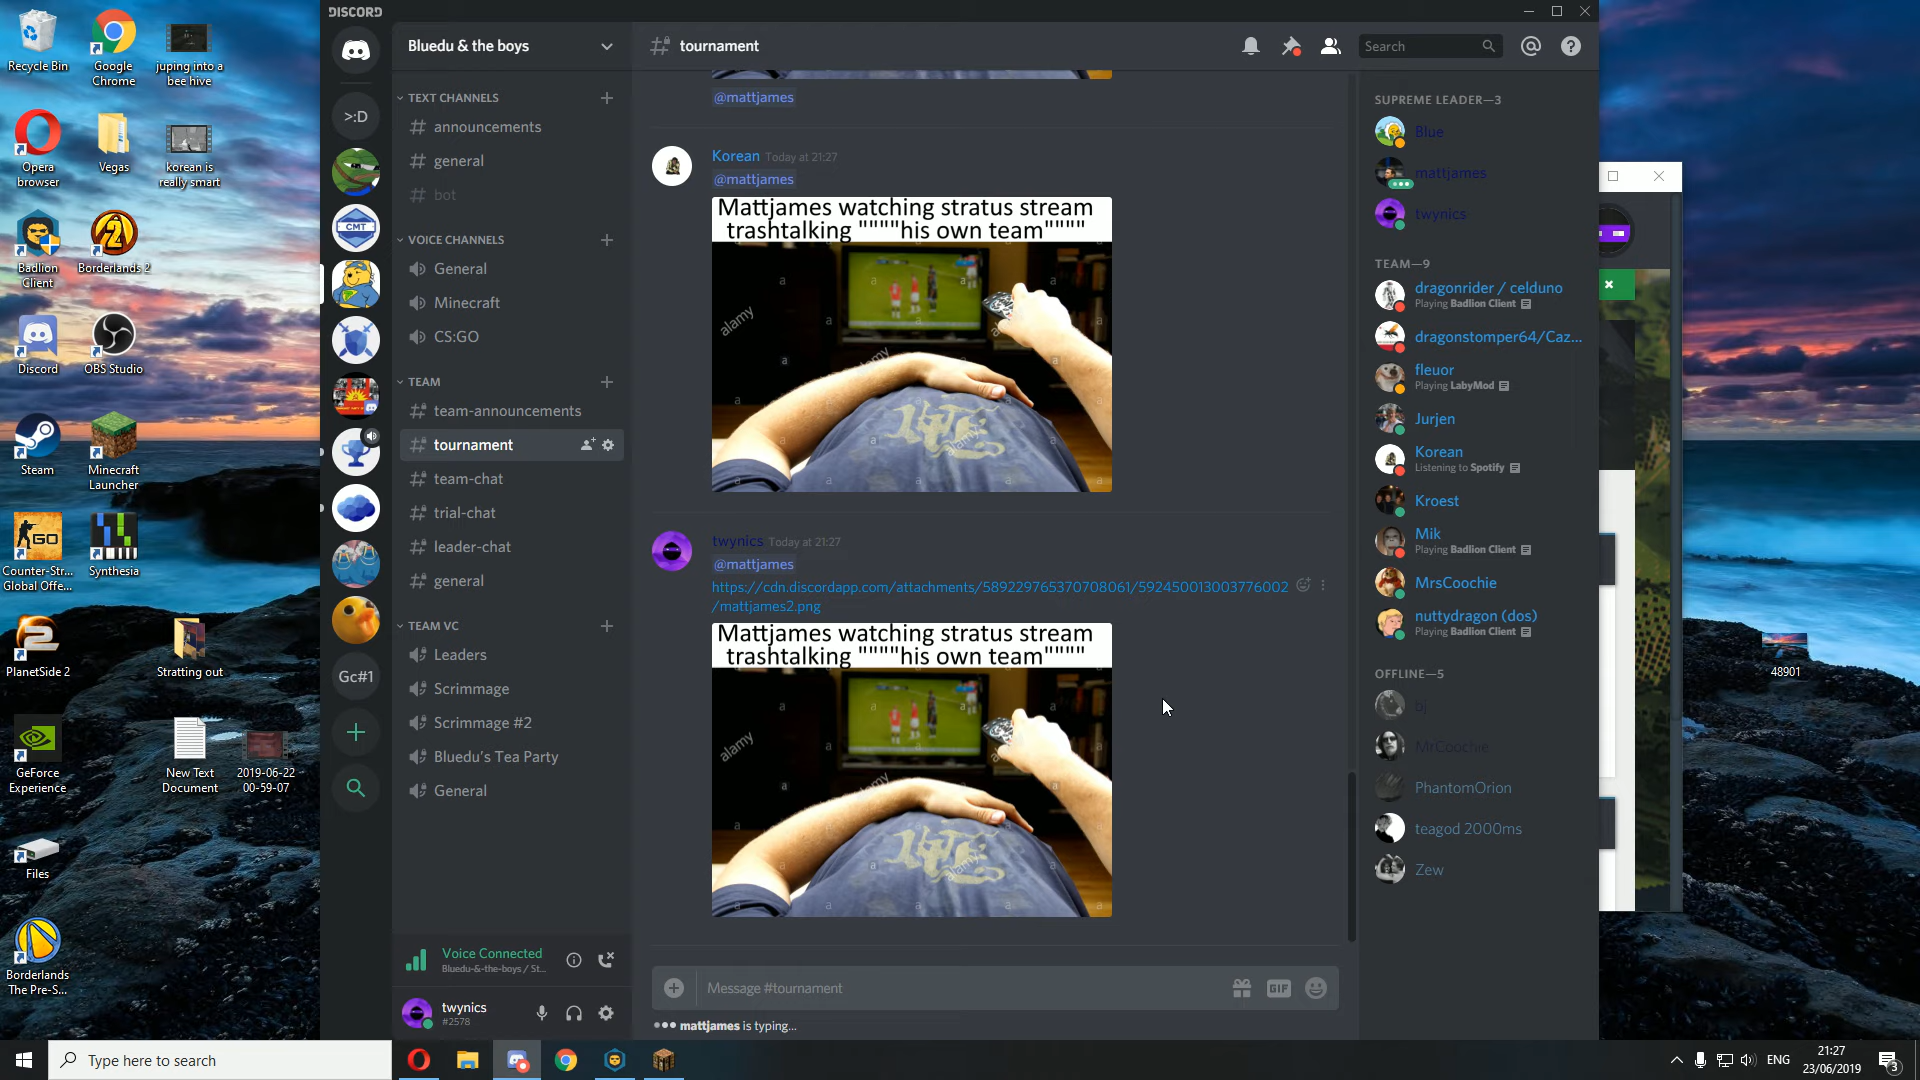 Recycle Bin
Google Chrome
juping into a bee hive
Opera browser
Vegas
korean is really smart
Badlion Client
Borderlands 2
Discord
OBS Studio
Steam
Minecraft Launcher
GO
Counter-Str... Global Offe...
Synthesia
PlanetSide 2
Stratting out
GeForce Experience
New Text Document
2019-06-22 00-59-07
Files
Borderlands The Pre-S...
48901
DISCORD
>:D
CMT
Gc#1
Bluedu & the boys
TEXT CHANNELS
announcements
general
bot
VOICE CHANNELS
General
Minecraft
CS:GO
TEAM
team-announcements
tournament
team-chat
trial-chat
leader-chat
general
TEAM VC
Leaders
Scrimmage
Scrimmage #2
Bluedu's Tea Party
General
Voice Connected
Bluedu-&-the-boys / St...
twynics
#2578
tournament
Search
@mattjames
Korean Today at 21:27
@mattjames
Mattjames watching stratus stream
trashtalking """"his own team""""
alamy
alamy
twynics Today at 21:27
@mattjames
https://cdn.discordapp.com/attachments/589229765370708061/592450013003776002
/mattjames2.png
Mattjames watching stratus stream
trashtalking """"his own team""""
alamy
alamy
Message #tournament
GIF
mattjames is typing...
SUPREME LEADER—3
Blue
mattjames
twynics
TEAM—9
dragonrider / celduno
Playing Badlion Client
dragonstomper64/Caz...
fleuor
Playing LabyMod
Jurjen
Korean
Listening to Spotify
Kroest
Mik
Playing Badlion Client
MrsCoochie
nuttydragon (dos)
Playing Badlion Client
OFFLINE—5
MrCoochie
PhantomOrion
teagod 2000ms
Zew
Type here to search
ENG
21:27
23/06/2019
3